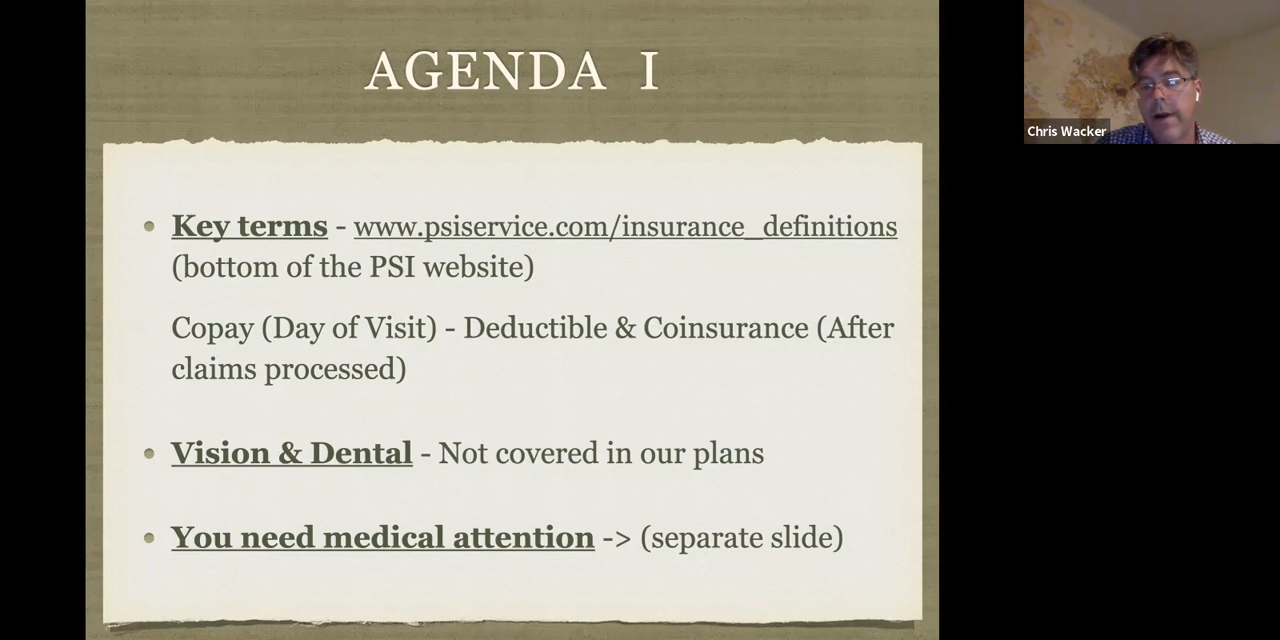 AGENDA I
• Key terms - www.psiservice.com/insurance_definitions
(bottom of the PSI website)
Copay (Day of Visit) - Deductible & Coinsurance (After
claims processed)
• Vision & Dental - Not covered in our plans
• You need medical attention -> (separate slide)
Chris Wacker